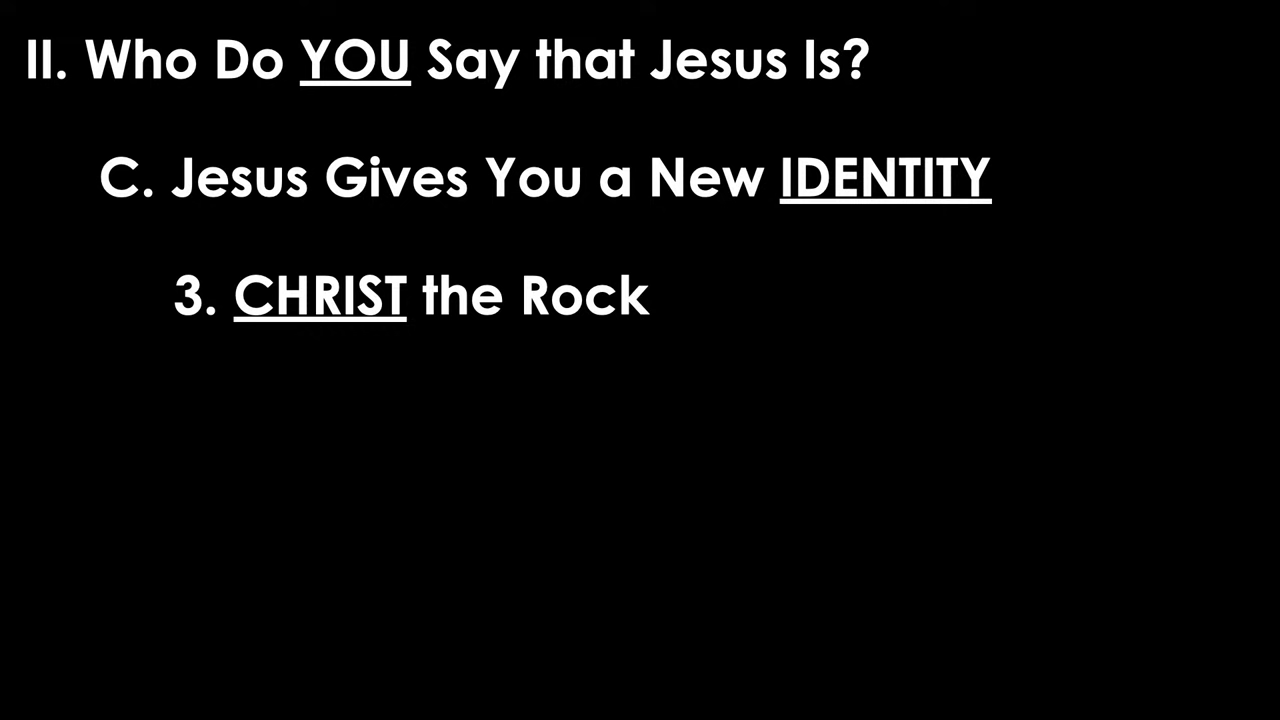 II. Who Do YOU Say that Jesus Is?
C. Jesus Gives You a New IDENTITY
3. CHRIST the Rock